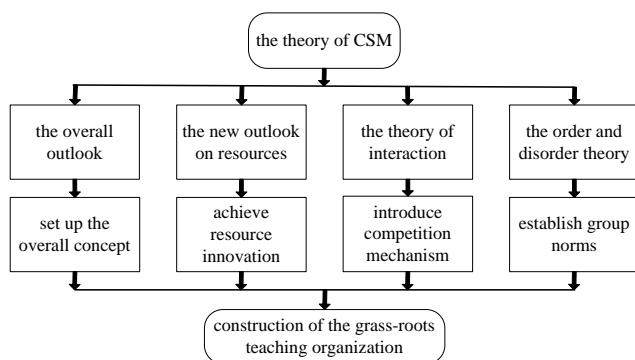 the theory of CSM
the overall
outlook
the new outlook
on resources
the theory of
interaction
the order and
disorder theory
set up the
overall concept
achieve
resource
innovation
introduce
competition
mechanism
establish group
norms
construction of the grass-roots
teaching organization